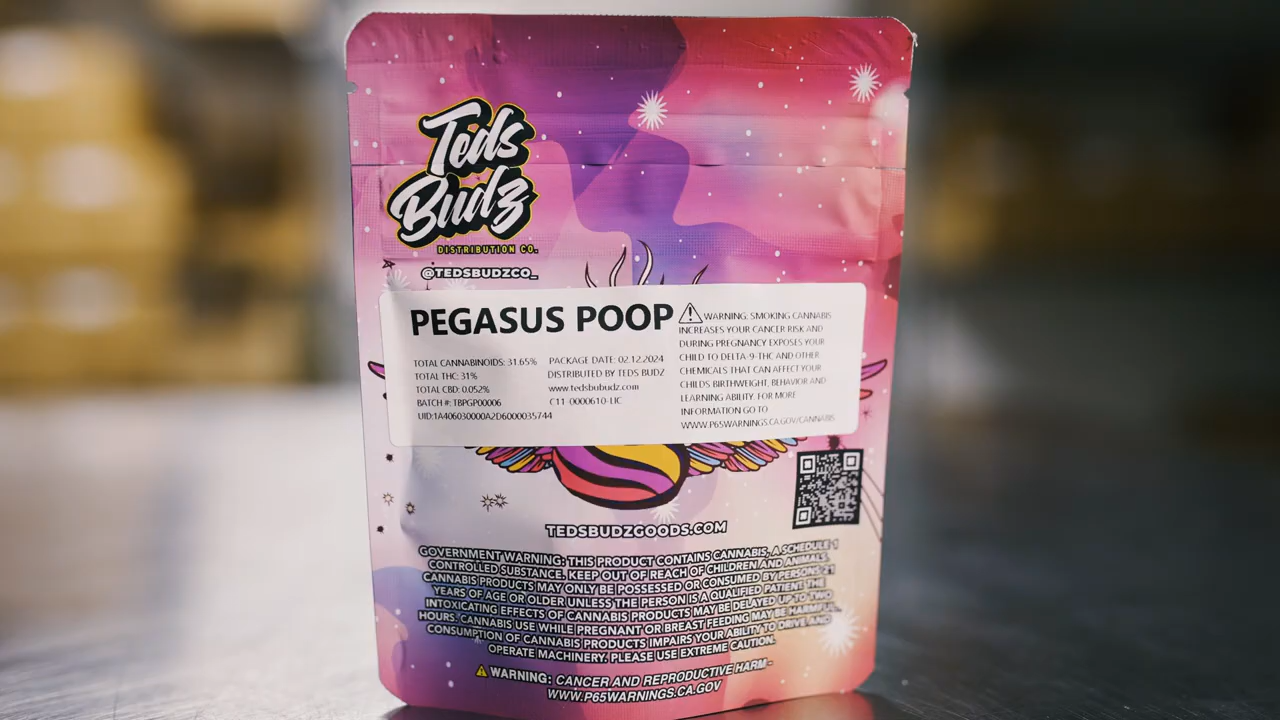 Teds
Budz
DISTRIBUTION CO.
@TEDSBUDZCO_
PEGASUS POOP
TOTAL CANNABINOIDS: 31.65%
TOTAL THC: 31%
TOTAL CBD: 0.052%
BATCH #: TBPGP00006
UID:1A406030000A2D6000035744
PACKAGE DATE: 02.12.2024
DISTRIBUTED BY TEDS BUDZ
www.tedsbubudz.com
C11-0000610-LIC
WARNING: SMOKING CANNABIS
INCREASES YOUR CANCER RISK AND
DURING PREGNANCY EXPOSES YOUR
CHILD TO DELTA-9-THC AND OTHER
CHEMICALS THAT CAN AFFECT YOUR
CHILDS BIRTHWEIGHT, BEHAVIOR AND
LEARNING ABILITY. FOR MORE
INFORMATION GO TO
WWW.P65WARNINGS.CA.GOV/CANNABIS
TEDSBUDZGOODS.COM
GOVERNMENT WARNING: THIS PRODUCT CONTAINS CANNABIS, A SCHEDULE 1
CONTROLLED SUBSTANCE. KEEP OUT OF REACH OF CHILDREN AND ANIMALS.
CANNABIS PRODUCTS MAY ONLY BE POSSESSED OR CONSUMED BY PERSONS 21
YEARS OF AGE OR OLDER UNLESS THE PERSON IS A QUALIFIED PATIENT. THE
INTOXICATING EFFECTS OF CANNABIS PRODUCTS MAY BE DELAYED UP TO TWO
HOURS. CANNABIS USE WHILE PREGNANT OR BREAST FEEDING MAY BE HARMFUL.
CONSUMPTION OF CANNABIS PRODUCTS IMPAIRS YOUR ABILITY TO DRIVE AND
OPERATE MACHINERY. PLEASE USE EXTREME CAUTION.
WARNING: CANCER AND REPRODUCTIVE HARM -
WWW.P65WARNINGS.CA.GOV